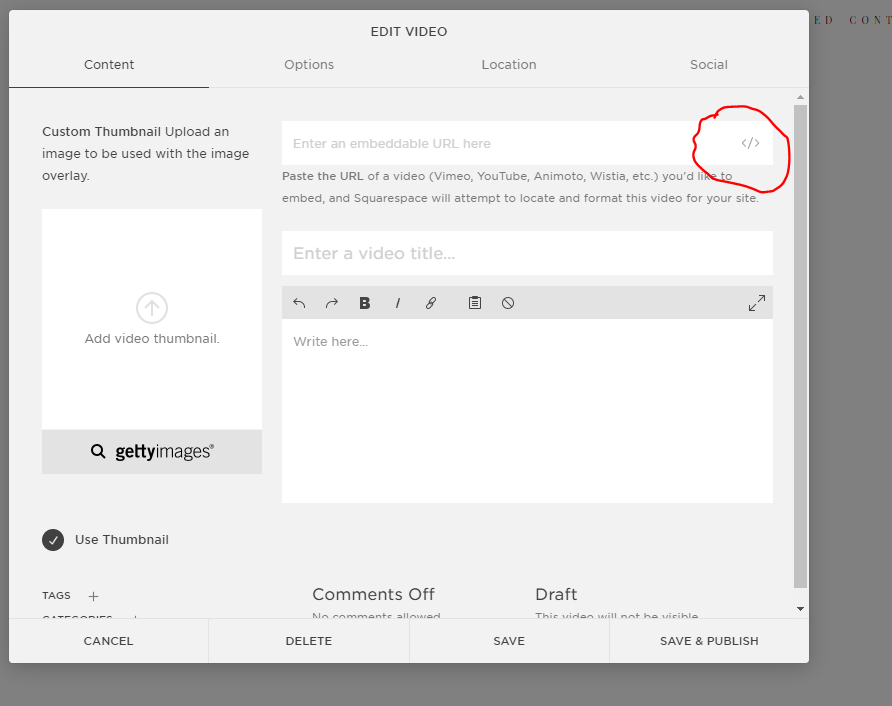 ED CONT
EDIT VIDEO
Content
Options
Location
Social
Custom Thumbnail Upload an
image to be used with the image
overlay.
Add video thumbnail.
gettyimages®
Use Thumbnail
Enter an embeddable URL here
</>
Paste the URL of a video (Vimeo, YouTube, Animoto, Wistia, etc.) you'd like to
embed, and Squarespace will attempt to locate and format this video for your site.
Enter a video title...
B I
Write here...
TAGS +
CATEGORIES +
Comments Off
No comments allowed
Draft
This video will not be visible
CANCEL
DELETE
SAVE
SAVE & PUBLISH